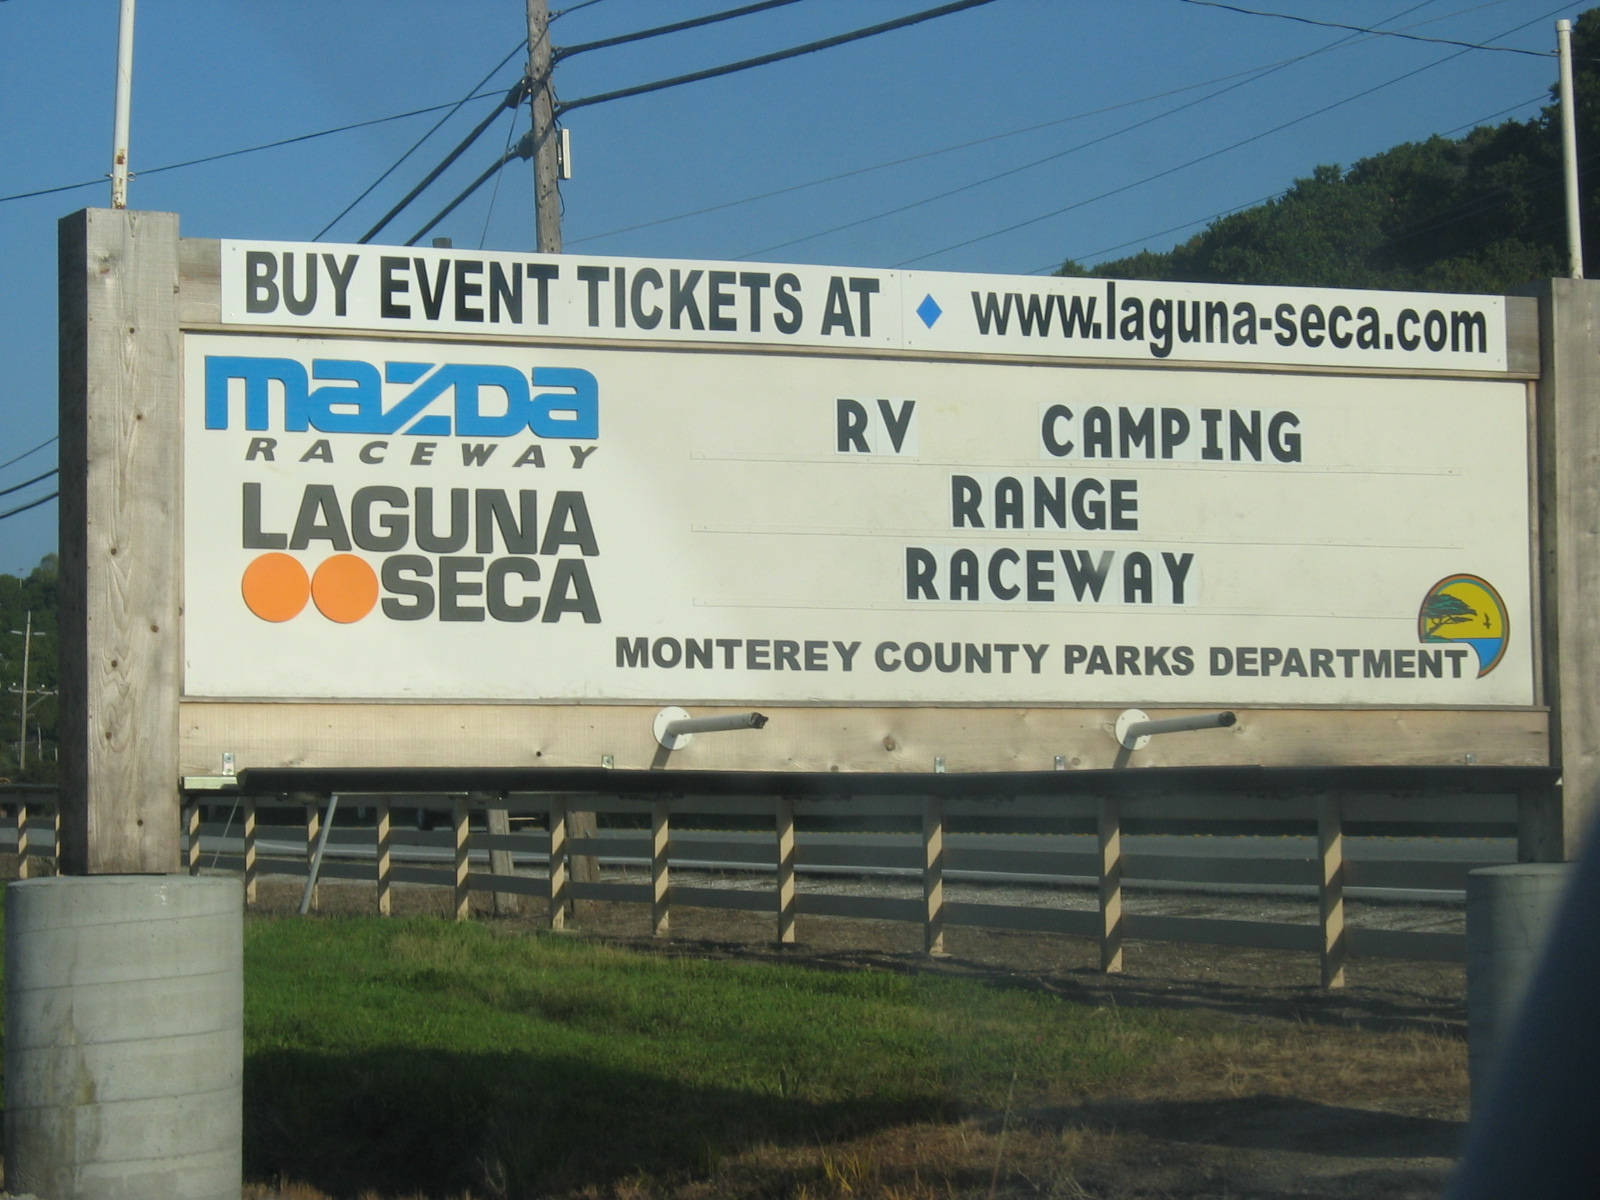 BUY EVENT TICKETS AT www.laguna-seca.com
mazda
RACEWAY
LAGUNA
SECA
RV CAMPING
RANGE
RACEWAY
MONTEREY COUNTY PARKS DEPARTMENT